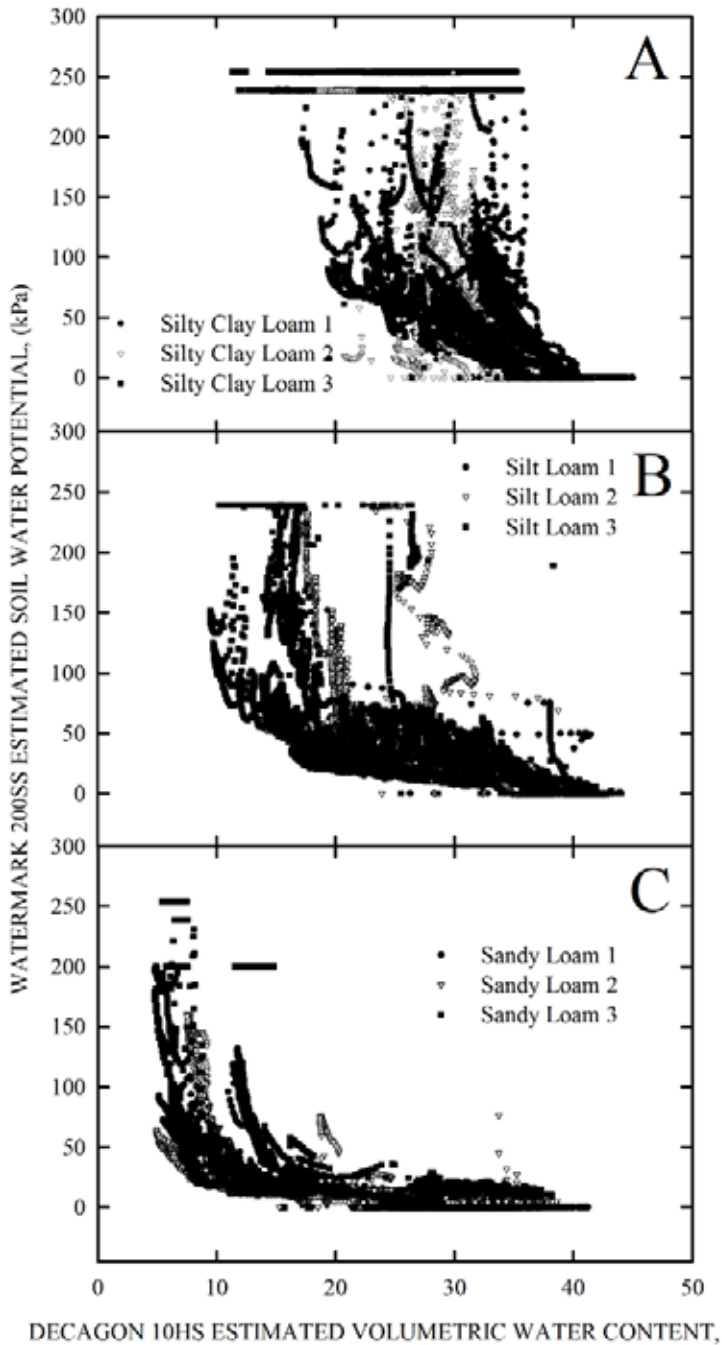 300
A
250
200
150
100
50
0
Silty Clay Loam 1
Silty Clay Loam 2
Silty Clay Loam 3
300
B
250
200
150
100
50
0
Silt Loam 1
Silt Loam 2
Silt Loam 3
300
C
250
200
150
100
50
0
Sandy Loam 1
Sandy Loam 2
Sandy Loam 3
0 10 20 30 40 50
WATERMARK 200SS ESTIMATED SOIL WATER POTENTIAL, (kPa)
DECAGON 10HS ESTIMATED VOLUMETRIC WATER CONTENT,